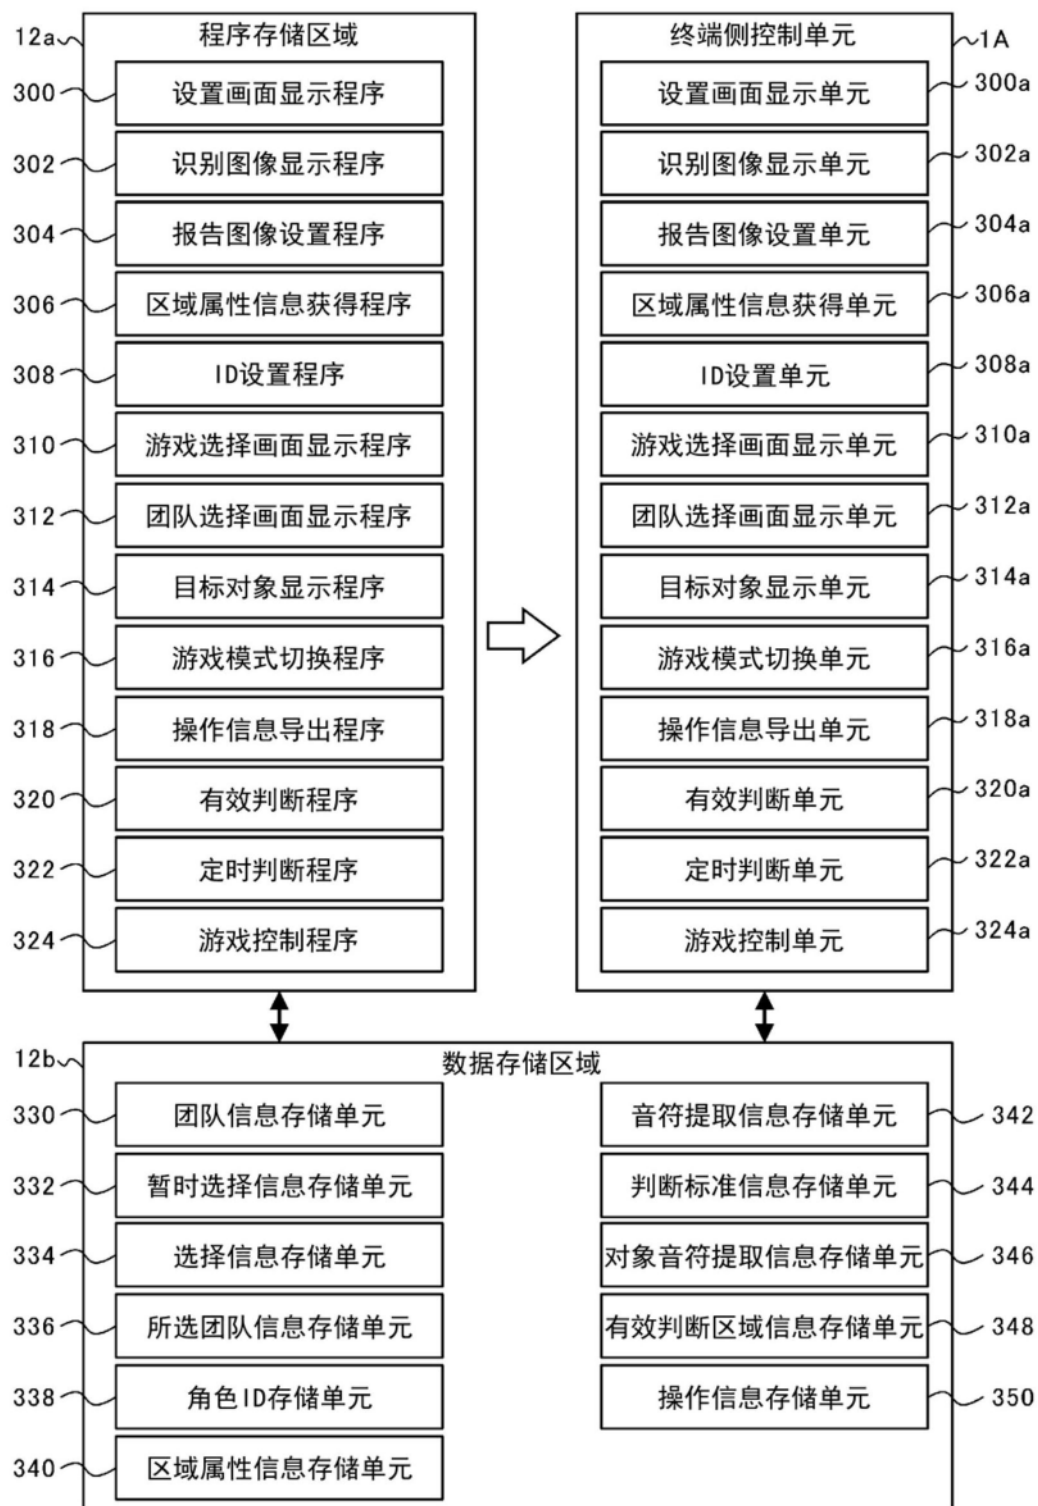 12a 程序存储区域
300 设置画面显示程序
302 识别图像显示程序
304 报告图像设置程序
306 区域属性信息获得程序
308 ID设置程序
310 游戏选择画面显示程序
312 团队选择画面显示程序
314 目标对象显示程序
316 游戏模式切换程序
318 操作信息导出程序
320 有效判断程序
322 定时判断程序
324 游戏控制程序
终端侧控制单元 1A
设置画面显示单元 300a
识别图像显示单元 302a
报告图像设置单元 304a
区域属性信息获得单元 306a
ID设置单元 308a
游戏选择画面显示单元 310a
团队选择画面显示单元 312a
目标对象显示单元 314a
游戏模式切换单元 316a
操作信息导出单元 318a
有效判断单元 320a
定时判断单元 322a
游戏控制单元 324a
12b 数据存储区域
330 团队信息存储单元
332 暂时选择信息存储单元
334 选择信息存储单元
336 所选团队信息存储单元
338 角色ID存储单元
340 区域属性信息存储单元
音符提取信息存储单元 342
判断标准信息存储单元 344
对象音符提取信息存储单元 346
有效判断区域信息存储单元 348
操作信息存储单元 350